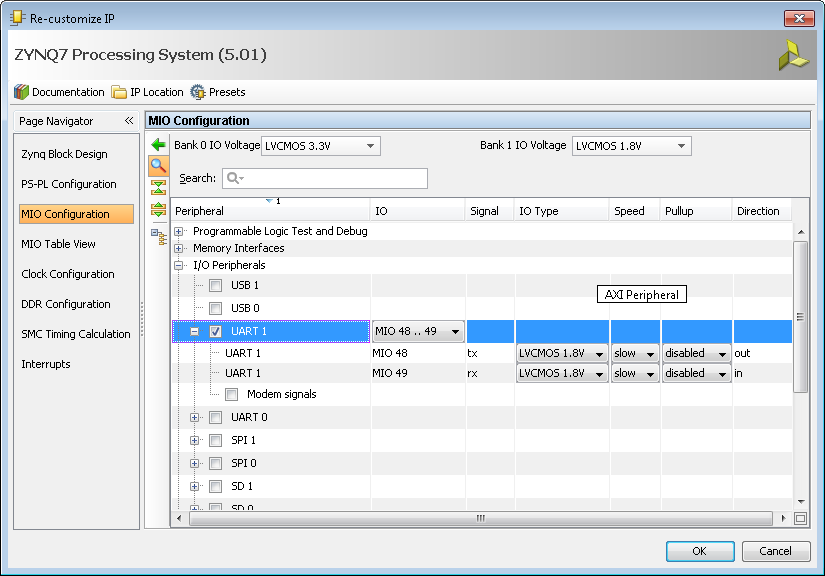 Re-customize IP
ZYNQ7 Processing System (5.01)
Documentation IP Location Presets
Page Navigator «
Zynq Block Design
PS-PL Configuration
MIO Configuration
MIO Table View
Clock Configuration
DDR Configuration
SMC Timing Calculation
Interrupts
MIO Configuration
Bank 0 IO Voltage LVCMOS 3.3V Bank 1 IO Voltage LVCMOS 1.8V
Search:
Peripheral 1 IO Signal IO Type Speed Pullup Direction
Programmable Logic Test and Debug
Memory Interfaces
I/O Peripherals
USB 1
AXI Peripheral
USB 0
UART 1 MIO 48 .. 49
UART 1 MIO 48 tx LVCMOS 1.8V slow disabled out
UART 1 MIO 49 rx LVCMOS 1.8V slow disabled in
Modem signals
UART 0
SPI 1
SPI 0
SD 1
SD 0
OK Cancel